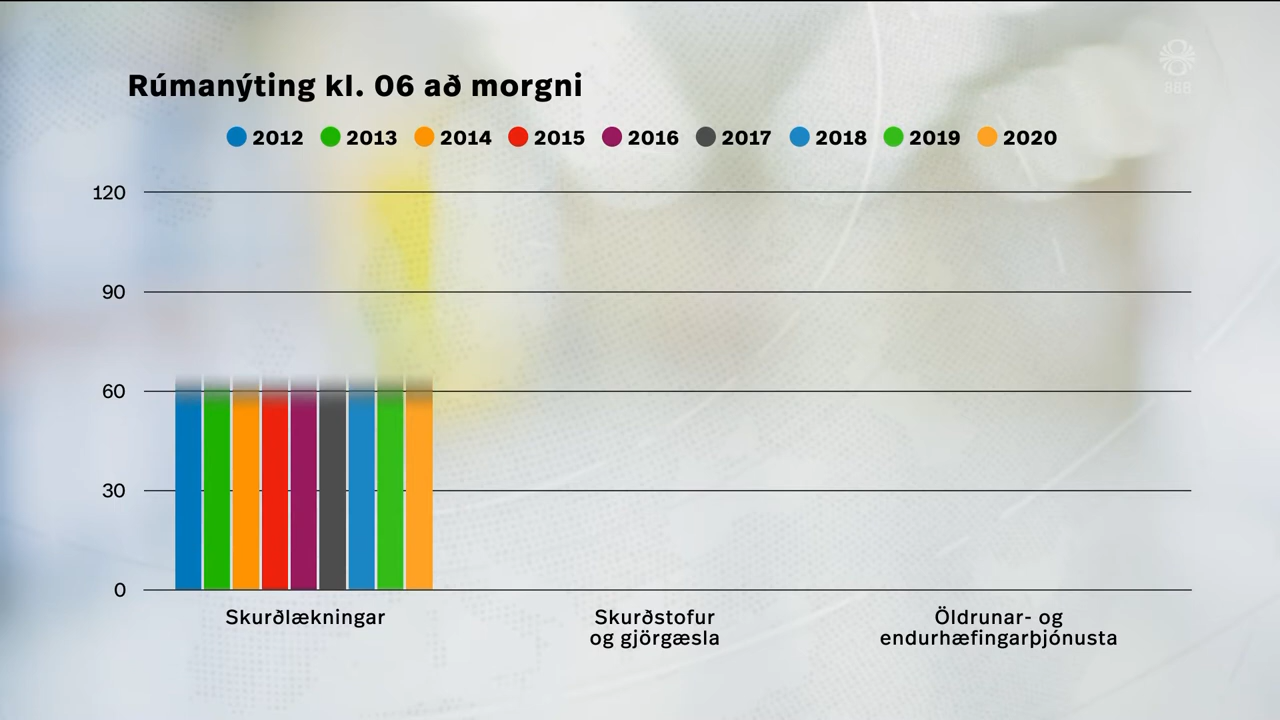 888
Rúmanýting kl. 06 að morgni
2012 2013 2014 2015 2016 2017 2018 2019 2020
120
90
60
30
0
Skurðlækningar
Skurðstofur
og gjörgæsla
Öldrunar- og
endurhæfingarþjónusta